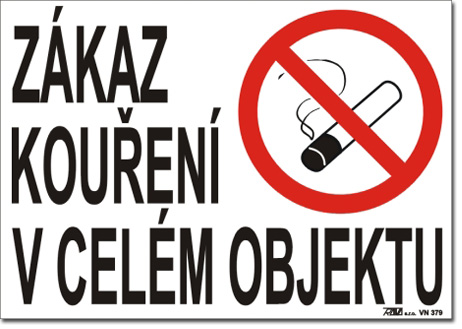 ZÁKAZ
KOUŘENÍ
V CELÉM OBJEKTU
s.r.o. VN 379